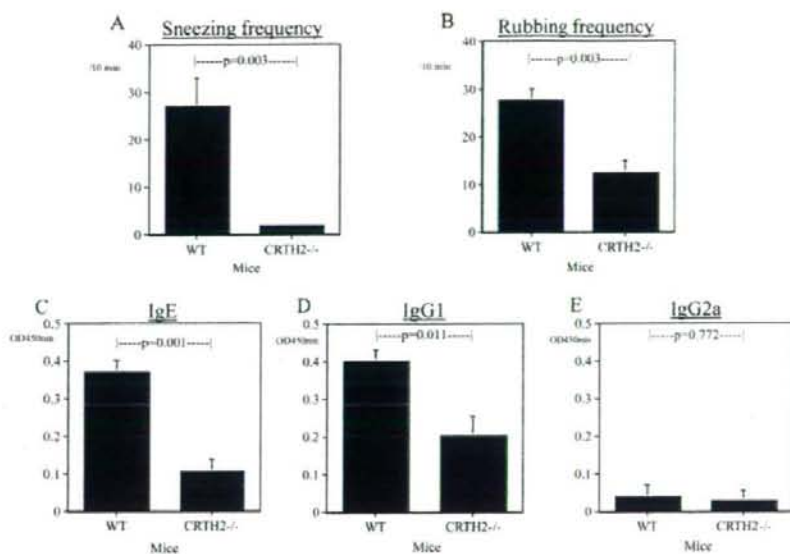 A Sneezing frequency
40
/10 min
|------p=0.003------|
30
20
10
0
WT CRTH2-/-
Mice
B Rubbing frequency
40
/10 min
|------p=0.003------|
30
20
10
0
WT CRTH2-/-
Mice
C IgE
0.5
OD450nm
|-----p=0.001-----|
0.4
0.3
0.2
0.1
0
WT CRTH2-/-
Mice
D IgG1
0.5
OD450nm
|-----p=0.011-----|
0.4
0.3
0.2
0.1
0
WT CRTH2-/-
Mice
E IgG2a
0.5
OD450nm
|-----p=0.772-----|
0.4
0.3
0.2
0.1
0
WT CRTH2-/-
Mice